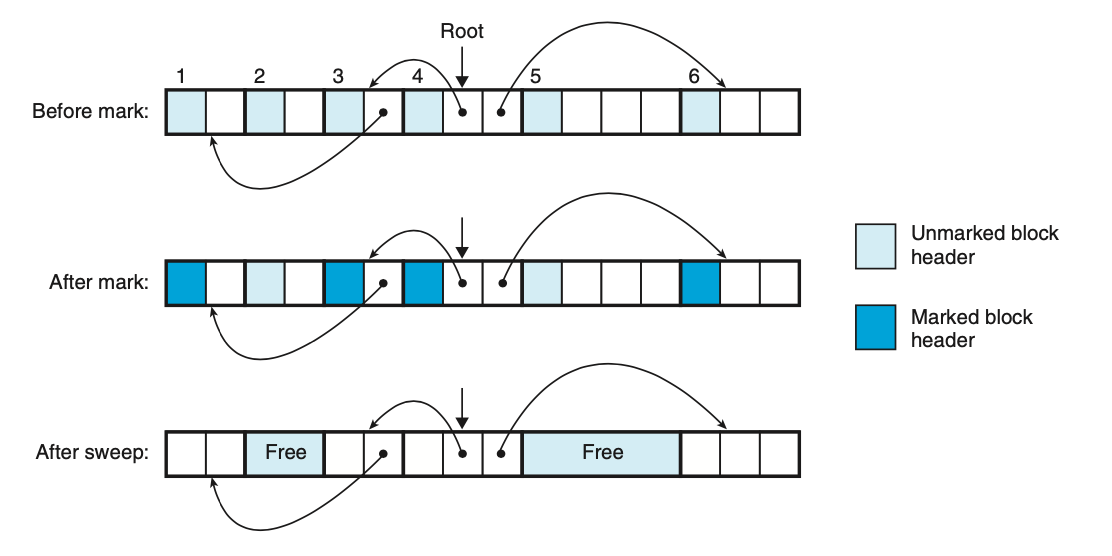 Root
1 2 3 4 5 6
Before mark:
Unmarked block
header
After mark:
Marked block
header
After sweep: Free Free